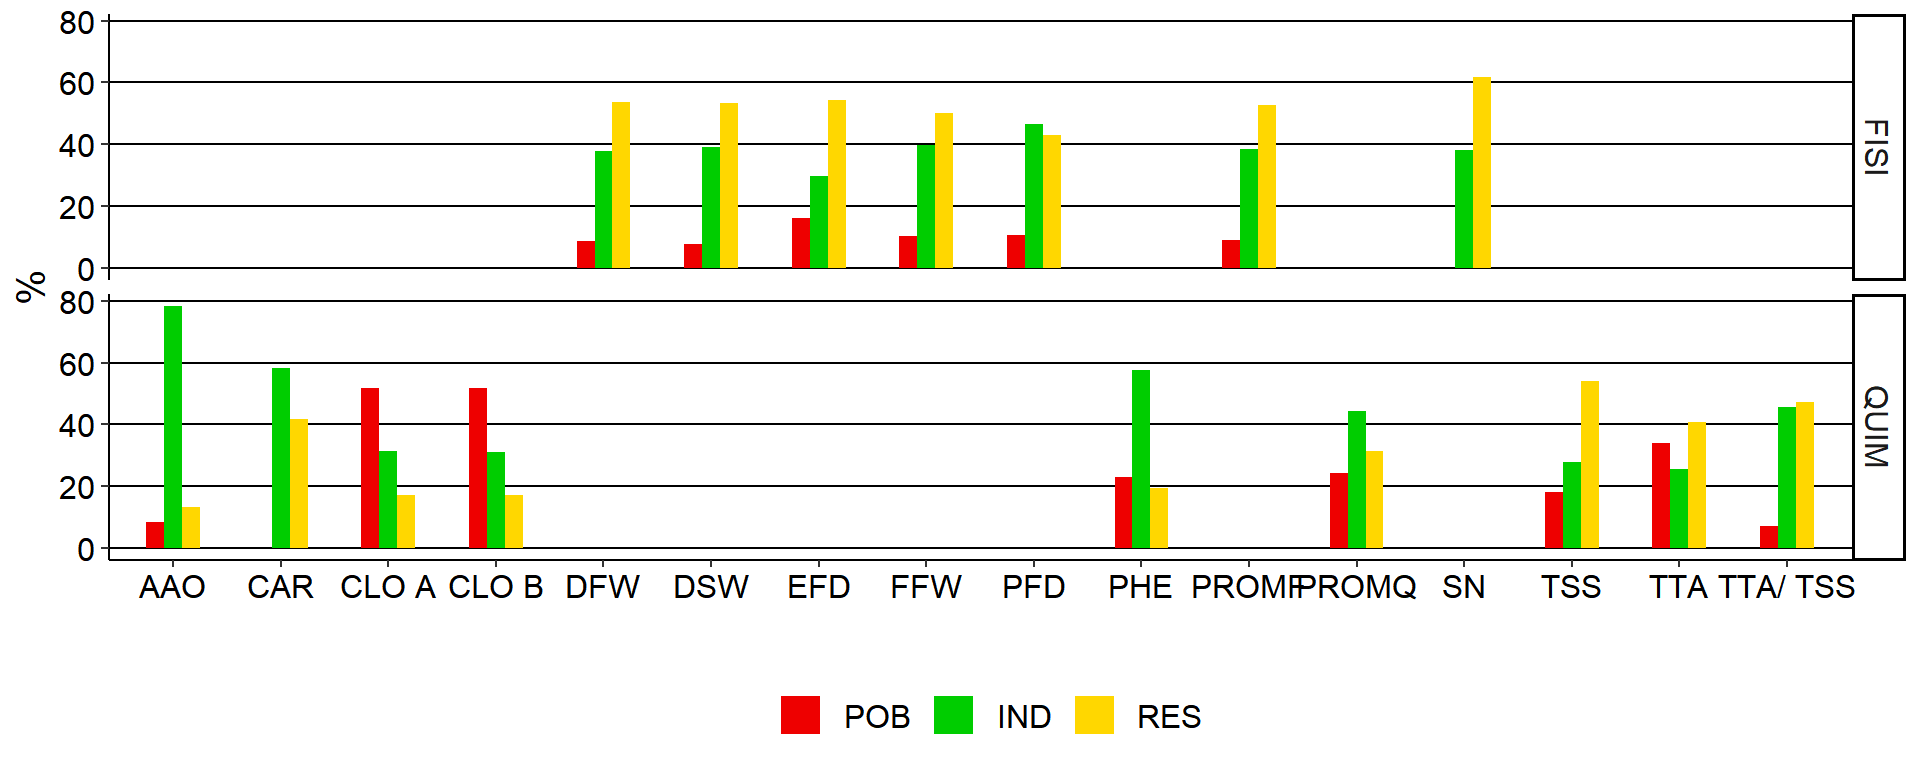 80
60
40
20
0
FISI
%
80
60
40
20
0
QUIM
AAO CAR CLO A CLO B DFW DSW EFD FFW PFD PHE PROMF PROMQ SN TSS TTA TTA/ TSS
POB IND RES